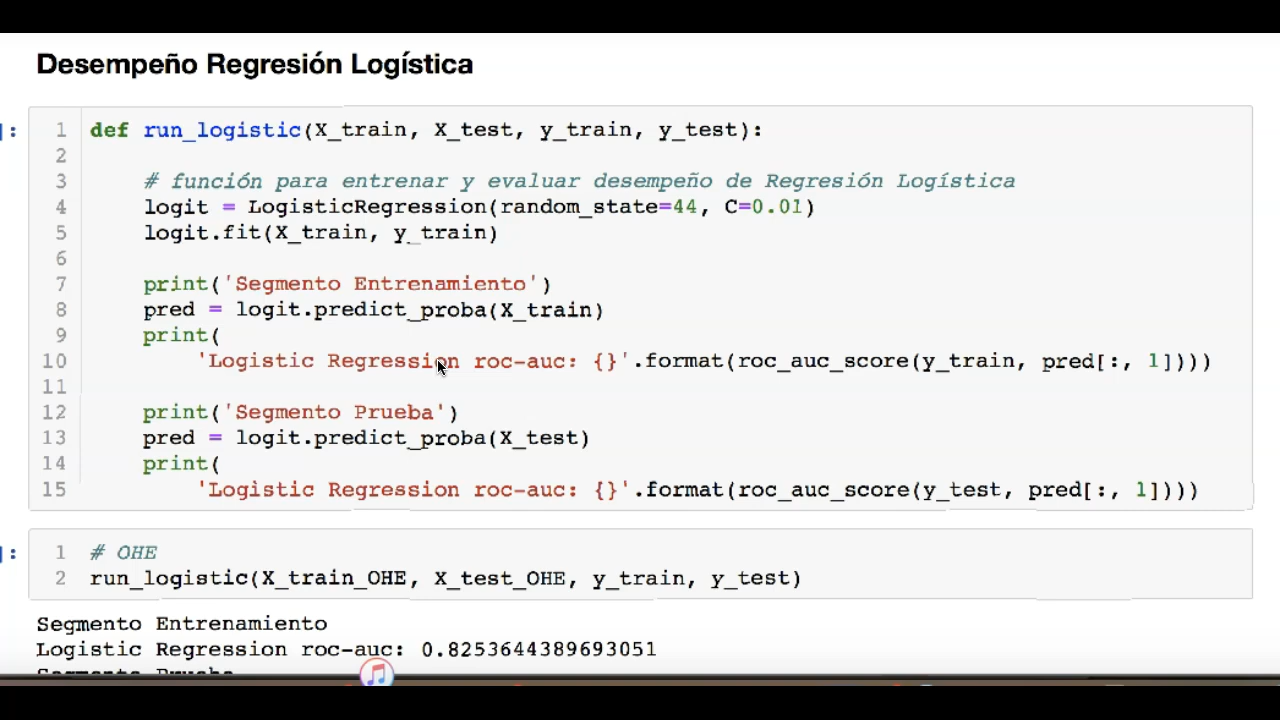 Desempeño Regresión Logística
]:
1 def run_logistic(X_train, X_test, y_train, y_test):
2
3 # función para entrenar y evaluar desempeño de Regresión Logística
4 logit = LogisticRegression(random_state=44, C=0.01)
5 logit.fit(X_train, y_train)
6
7 print('Segmento Entrenamiento')
8 pred = logit.predict_proba(X_train)
9 print(
10 'Logistic Regression roc-auc: {}'.format(roc_auc_score(y_train, pred[:, 1])))
11
12 print('Segmento Prueba')
13 pred = logit.predict_proba(X_test)
14 print(
15 'Logistic Regression roc-auc: {}'.format(roc_auc_score(y_test, pred[:, 1])))
]:
1 # OHE
2 run_logistic(X_train_OHE, X_test_OHE, y_train, y_test)
Segmento Entrenamiento
Logistic Regression roc-auc: 0.8253644389693051
Segmento Prueba